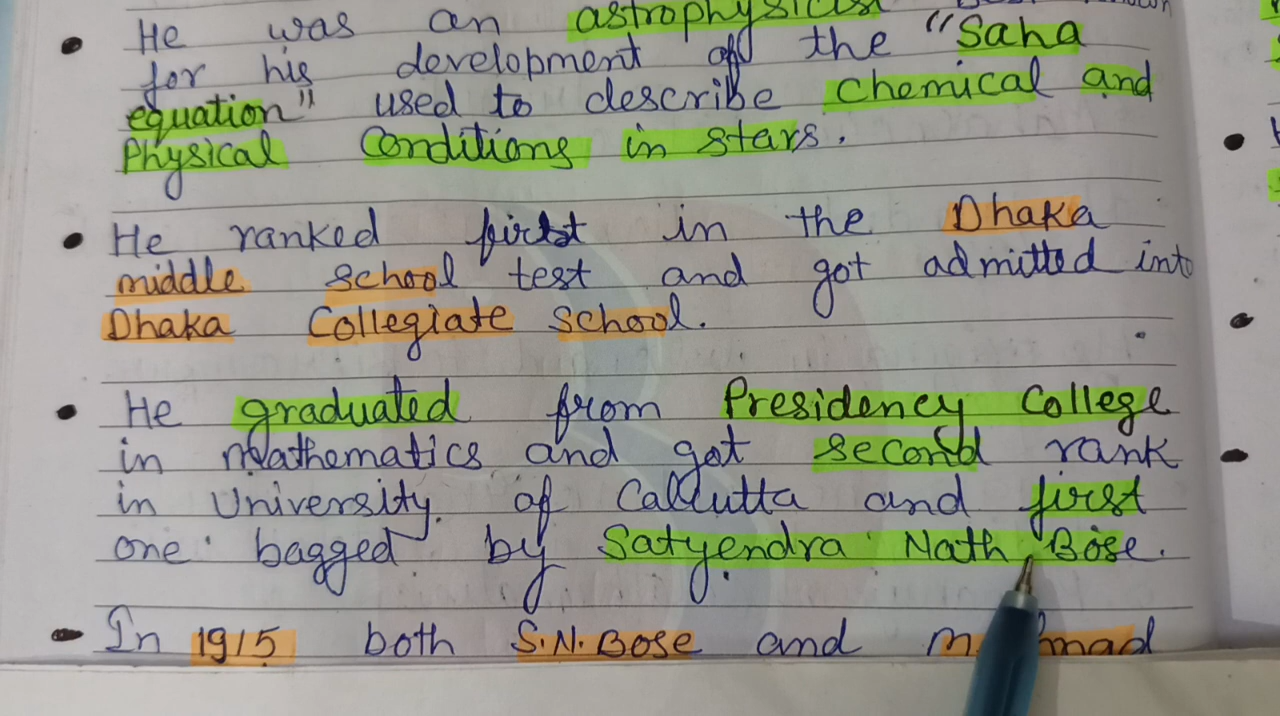 He was an astrophysicist
for his development of the "Saha
equation" used to describe chemical and
Physical Conditions in stars.
He ranked first in the Dhaka
middle school test and got admitted into
Dhaka Collegiate School.
He graduated from Presidency College
in Mathematics and got second rank
in University of Calcutta and first
one bagged by Satyendra Nath Bose.
In 1915 both S.N. Bose and